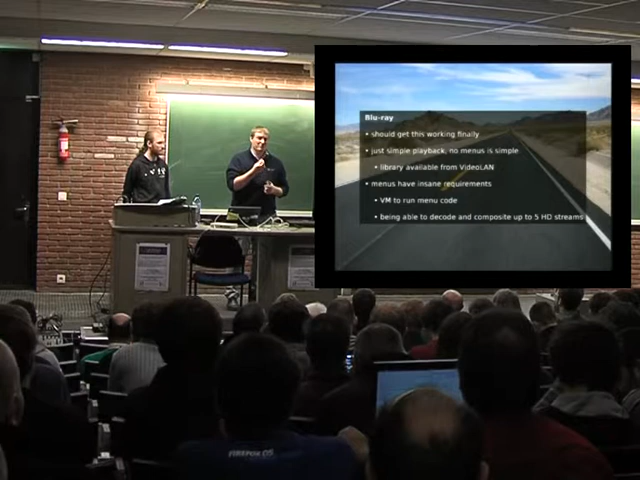 Blu-ray
• should get this working finally
• just simple playback, no menus is simple
• library available from VideoLAN
• menus have insane requirements
• VM to run menu code
• being able to decode and composite up to 5 HD streams
FIREFOX OS